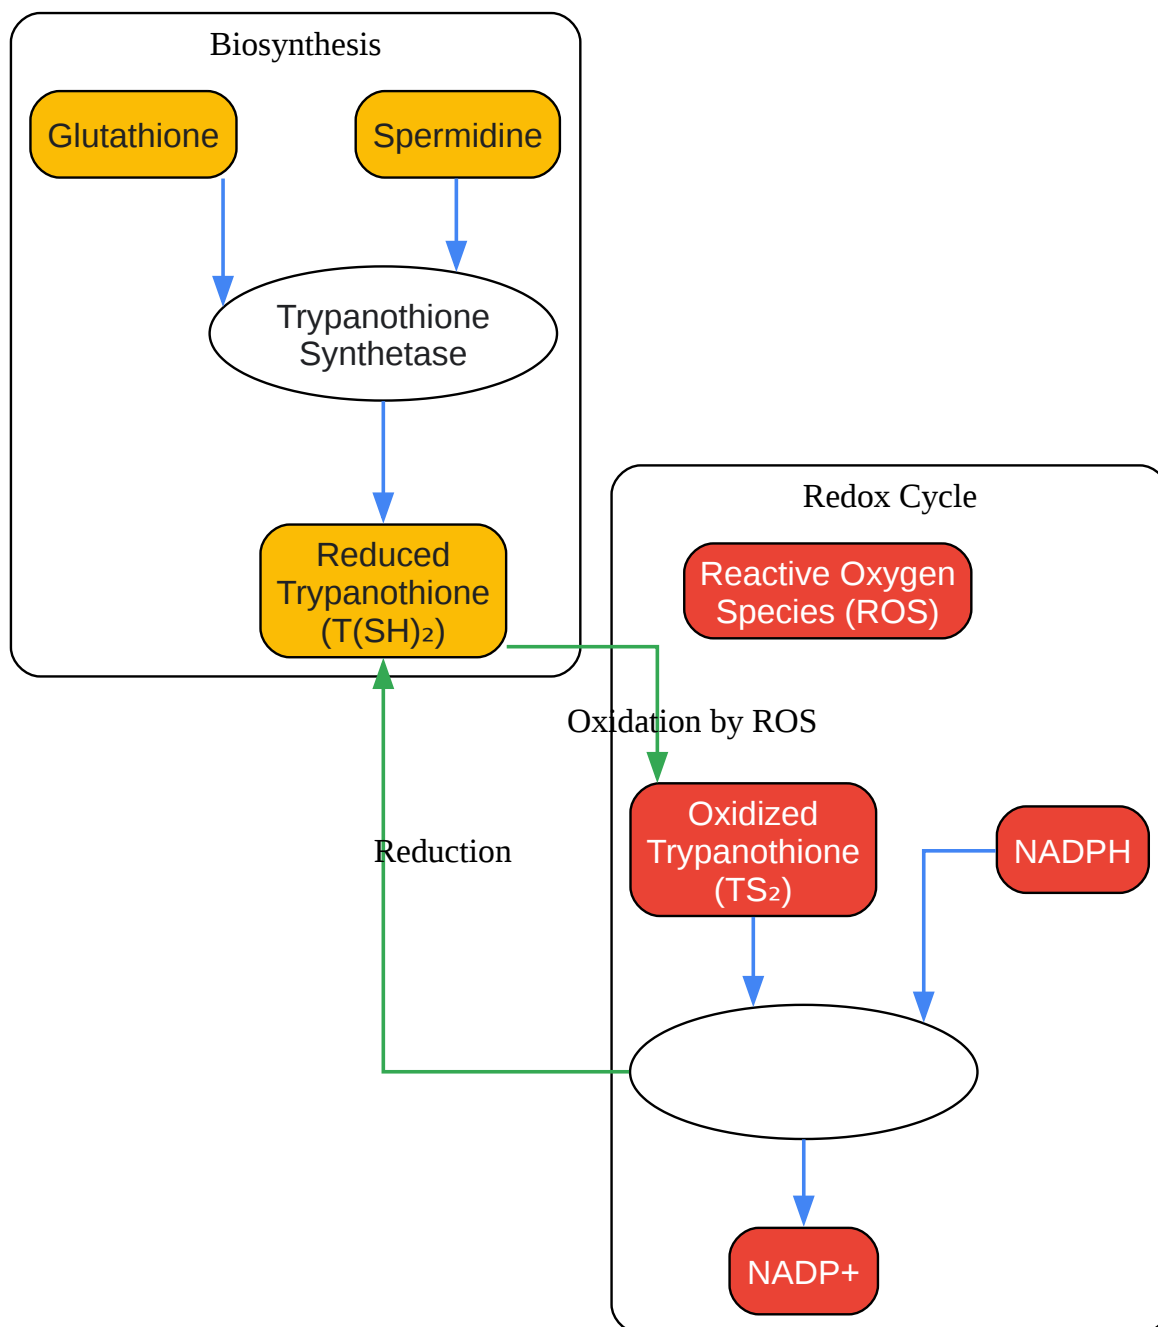 Biosynthesis
Glutathione
Spermidine
Trypanothione
Synthetase
Reduced
Trypanothione
(T(SH)₂)
Redox Cycle
Reactive Oxygen
Species (ROS)
Oxidation by ROS
Oxidized
Trypanothione
(TS₂)
NADPH
Reduction
NADP+